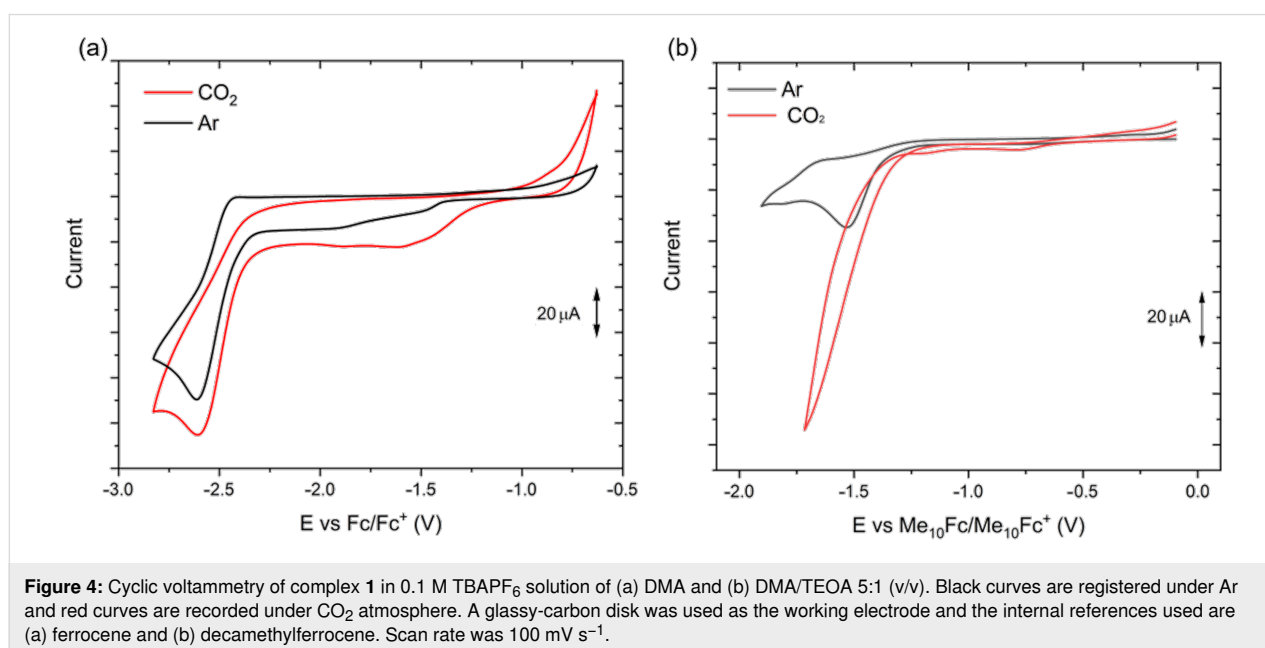 (a)
CO₂
Ar
Current
20 μA
-3.0 -2.5 -2.0 -1.5 -1.0 -0.5
E vs Fc/Fc⁺ (V)
(b)
Ar
CO₂
Current
20 μA
-2.0 -1.5 -1.0 -0.5 0.0
E vs Me₁₀Fc/Me₁₀Fc⁺ (V)
Figure 4: Cyclic voltammetry of complex 1 in 0.1 M TBAPF₆ solution of (a) DMA and (b) DMA/TEOA 5:1 (v/v). Black curves are registered under Ar
and red curves are recorded under CO₂ atmosphere. A glassy-carbon disk was used as the working electrode and the internal references used are
(a) ferrocene and (b) decamethylferrocene. Scan rate was 100 mV s⁻¹.